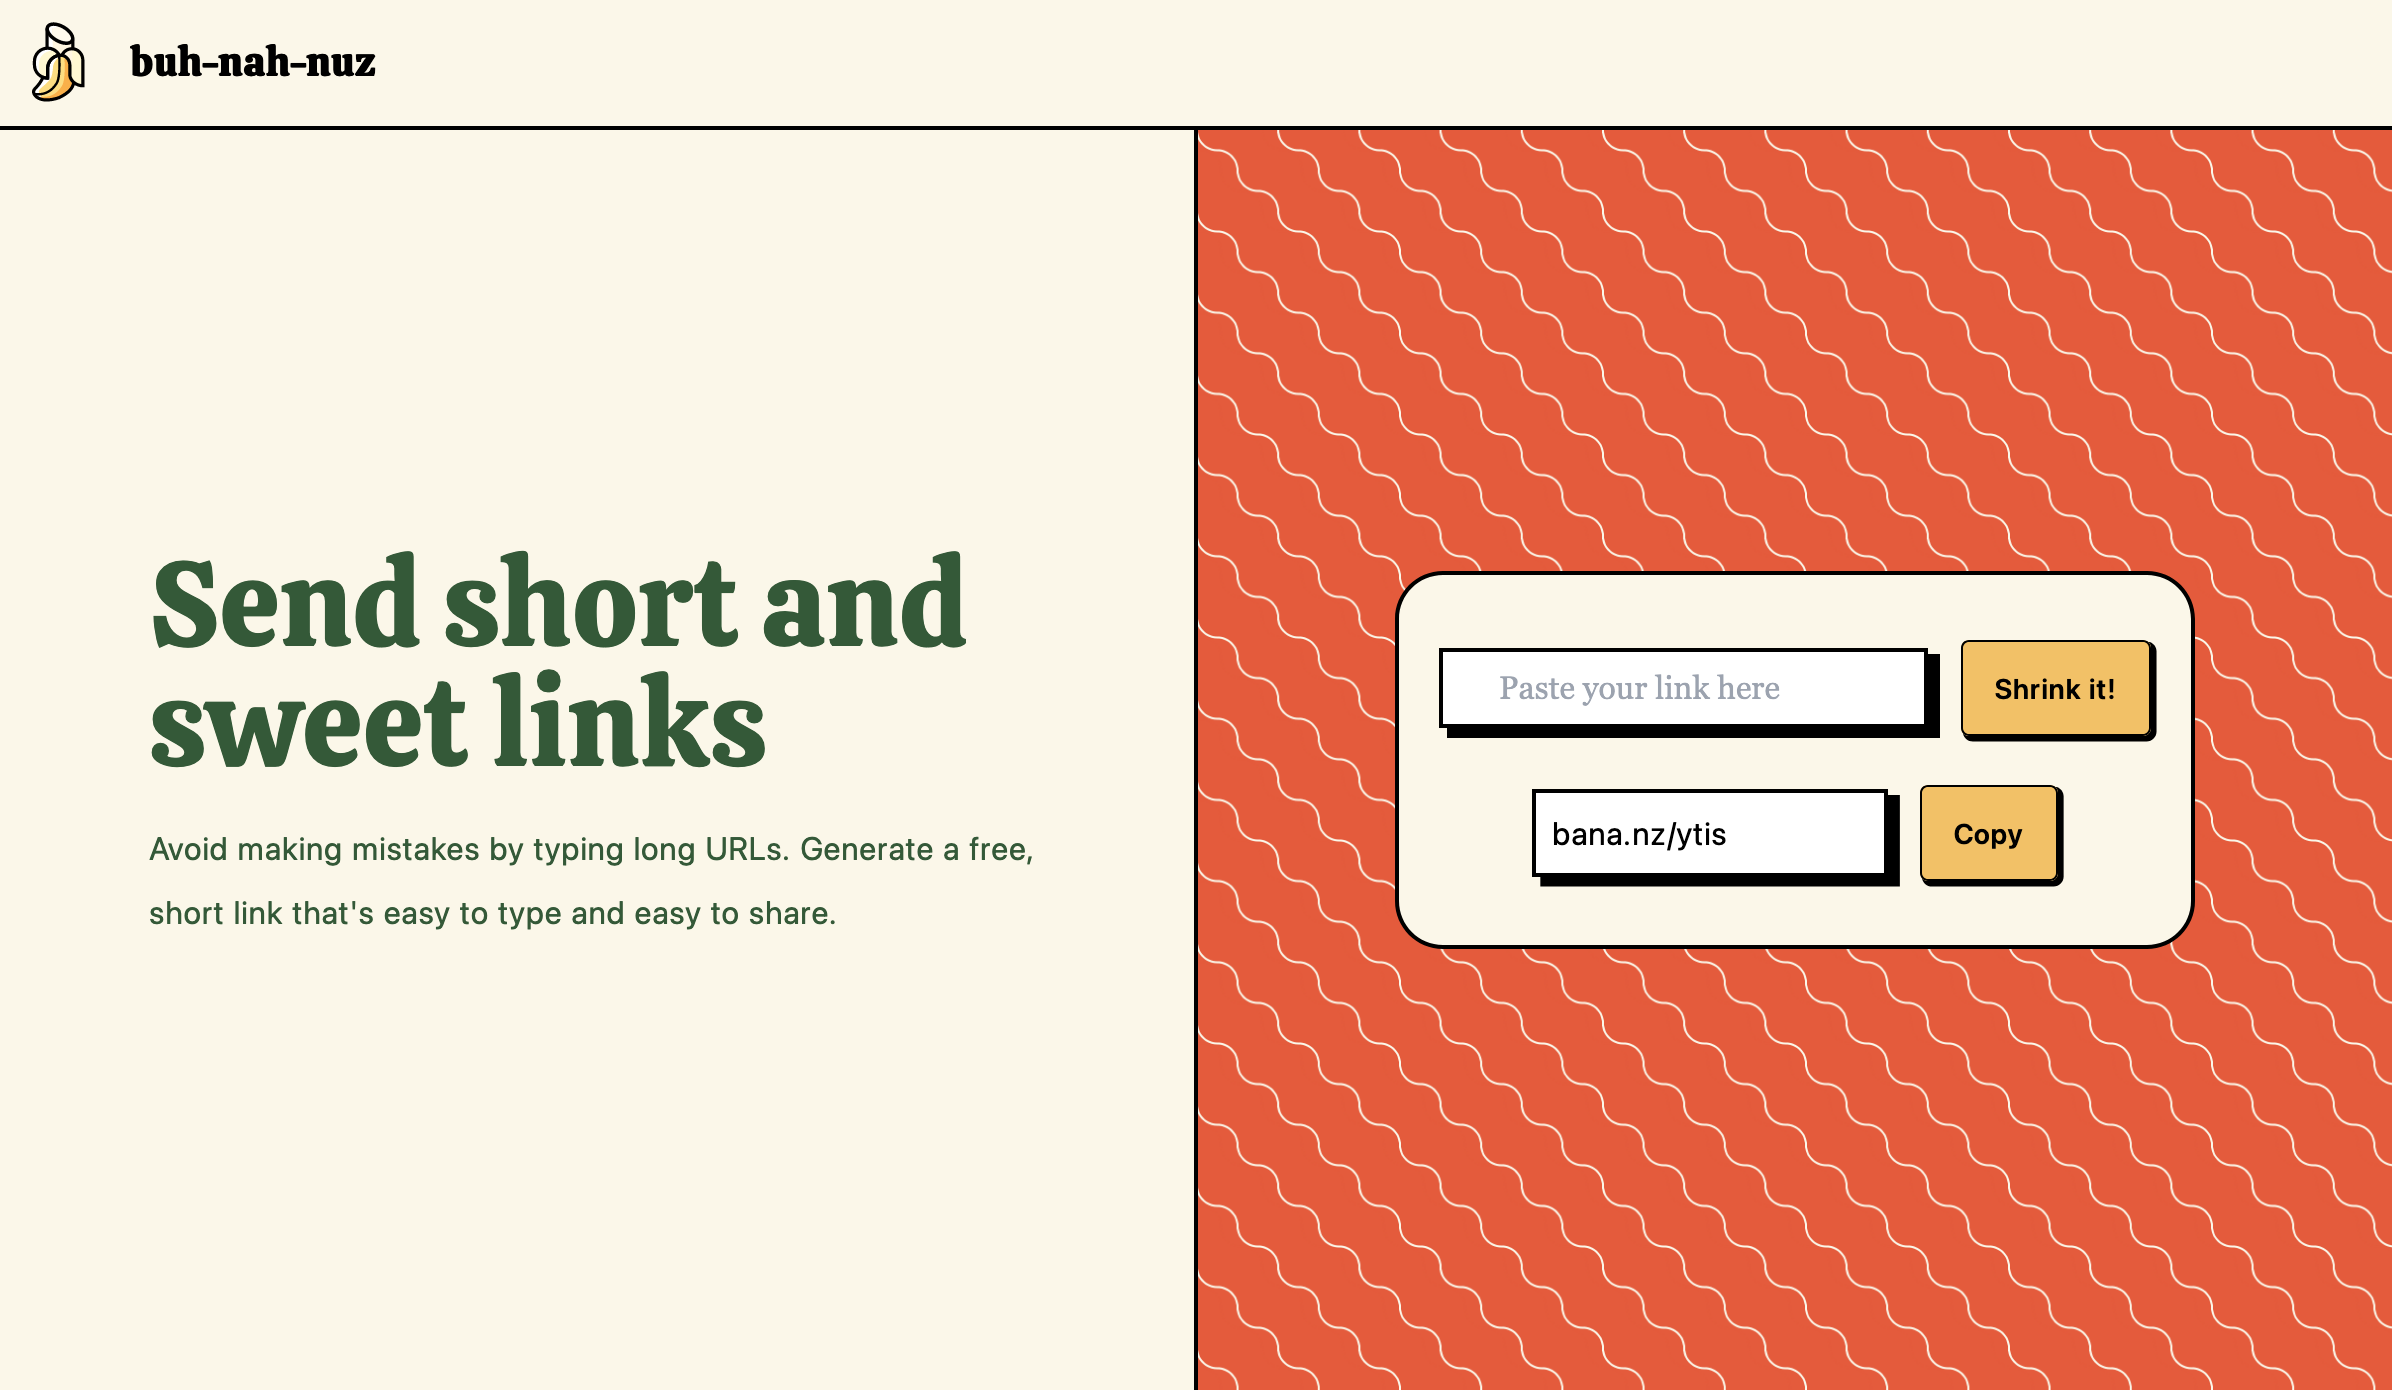 buh-nah-nuz
Send short and
sweet links
Avoid making mistakes by typing long URLs. Generate a free,
short link that's easy to type and easy to share.
Paste your link here
Shrink it!
bana.nz/ytis
Copy